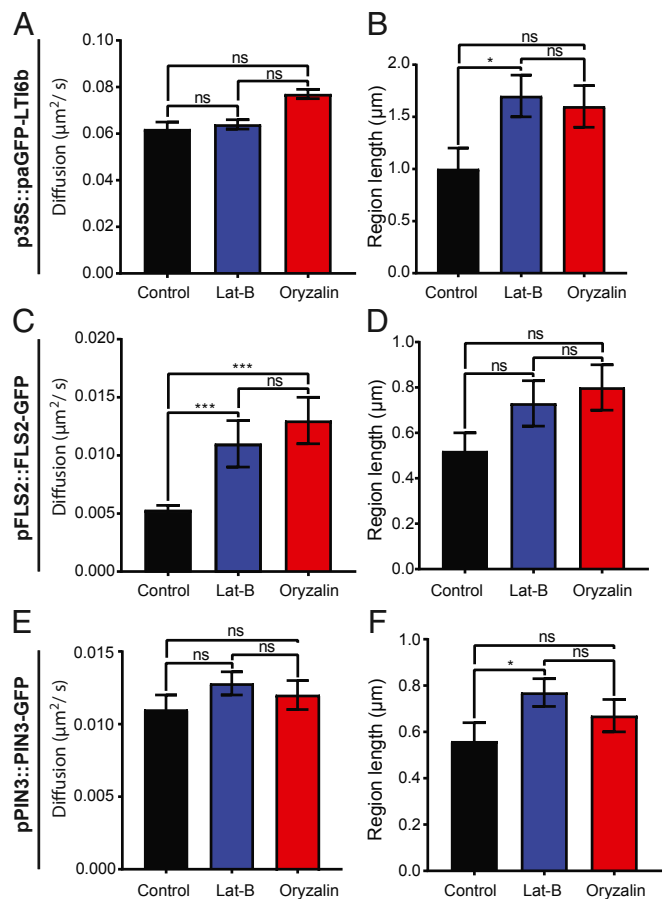 A
p35S::paGFP-LTI6b
Diffusion (µm²/ s)
0.10
0.08
0.06
0.04
0.02
0.00
ns
ns
ns
Control Lat-B Oryzalin
B
Region length (µm)
2.0
1.5
1.0
0.5
0.0
ns
*
ns
Control Lat-B Oryzalin
C
pFLS2::FLS2-GFP
Diffusion (µm²/ s)
0.020
0.015
0.010
0.005
0.000
***
***
ns
Control Lat-B Oryzalin
D
Region length (µm)
1.0
0.8
0.6
0.4
0.2
0.0
ns
ns
ns
Control Lat-B Oryzalin
E
pPIN3::PIN3-GFP
Diffusion (µm²/ s)
0.015
0.010
0.005
0.000
ns
ns
ns
Control Lat-B Oryzalin
F
Region length (µm)
1.0
0.8
0.6
0.4
0.2
0.0
ns
*
ns
Control Lat-B Oryzalin